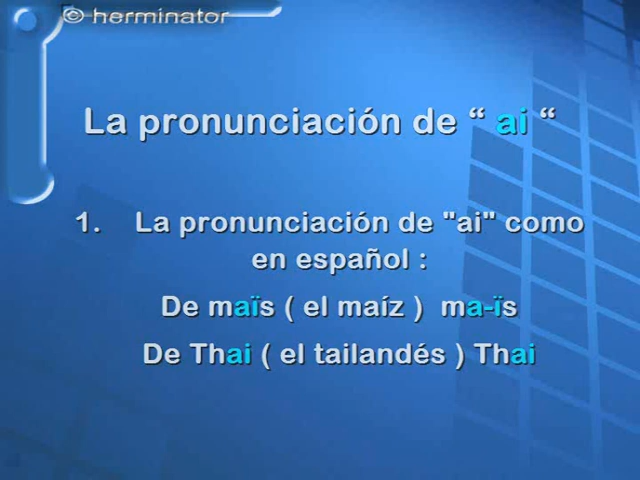 © herminator
La pronunciación de “ ai “
1. La pronunciación de "ai" como
en español :
De maïs ( el maíz ) ma-ïs
De Thai ( el tailandés ) Thai